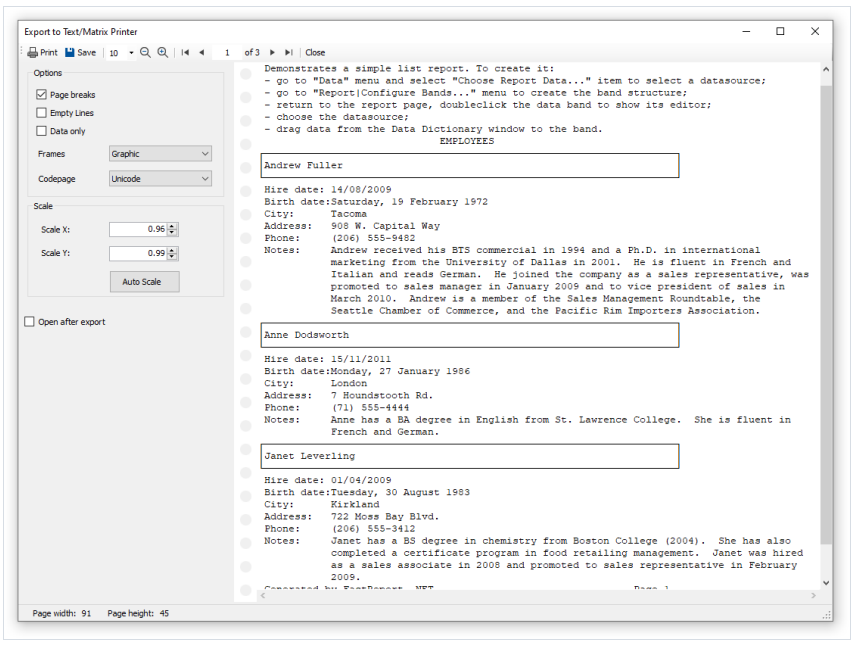 Export to Text/Matrix Printer
Print Save 10 1 of 3 Close
Options
Page breaks
Empty Lines
Data only
Frames Graphic
Codepage Unicode
Scale
Scale X: 0.96
Scale Y: 0.99
Auto Scale
Open after export
Demonstrates a simple list report. To create it:
- go to "Data" menu and select "Choose Report Data..." item to select a datasource;
- go to "Report|Configure Bands..." menu to create the band structure;
- return to the report page, doubleclick the data band to show its editor;
- choose the datasource;
- drag data from the Data Dictionary window to the band.
EMPLOYEES
Andrew Fuller
Hire date: 14/08/2009
Birth date:Saturday, 19 February 1972
City: Tacoma
Address: 908 W. Capital Way
Phone: (206) 555-9482
Notes: Andrew received his BTS commercial in 1994 and a Ph.D. in international
marketing from the University of Dallas in 2001. He is fluent in French and
Italian and reads German. He joined the company as a sales representative, was
promoted to sales manager in January 2009 and to vice president of sales in
March 2010. Andrew is a member of the Sales Management Roundtable, the
Seattle Chamber of Commerce, and the Pacific Rim Importers Association.
Anne Dodsworth
Hire date: 15/11/2011
Birth date:Monday, 27 January 1986
City: London
Address: 7 Houndstooth Rd.
Phone: (71) 555-4444
Notes: Anne has a BA degree in English from St. Lawrence College. She is fluent in
French and German.
Janet Leverling
Hire date: 01/04/2009
Birth date:Tuesday, 30 August 1983
City: Kirkland
Address: 722 Moss Bay Blvd.
Phone: (206) 555-3412
Notes: Janet has a BS degree in chemistry from Boston College (2004). She has also
completed a certificate program in food retailing management. Janet was hired
as a sales associate in 2008 and promoted to sales representative in February
2009.
Generated by FastReport .NET Page 1
Page width: 91 Page height: 45